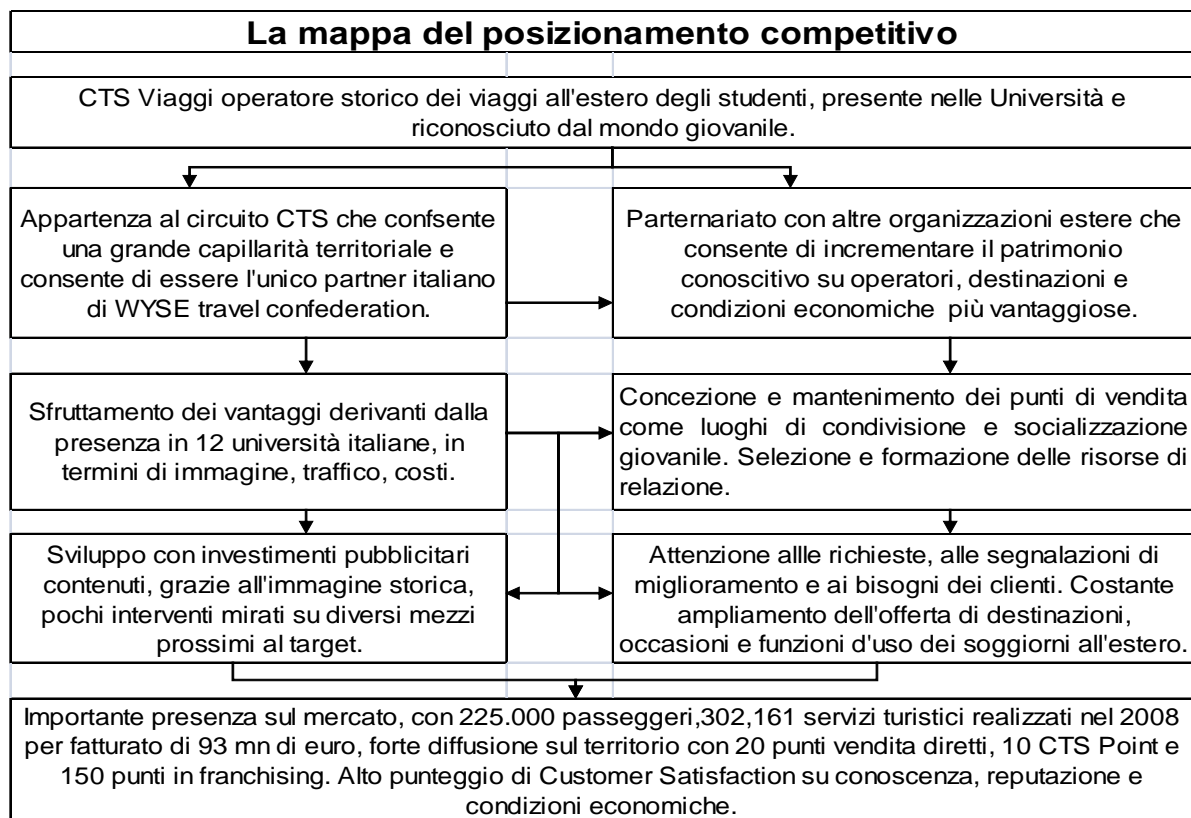 La mappa del posizionamento competitivo
CTS Viaggi operatore storico dei viaggi all'estero degli studenti, presente nelle Università e
riconosciuto dal mondo giovanile.
Appartenza al circuito CTS che confsente
una grande capillarità territoriale e
consente di essere l'unico partner italiano
di WYSE travel confederation.
Parternariato con altre organizzazioni estere che
consente di incrementare il patrimonio
conoscitivo su operatori, destinazioni e
condizioni economiche più vantaggiose.
Sfruttamento dei vantaggi derivanti dalla
presenza in 12 università italiane, in
termini di immagine, traffico, costi.
Concezione e mantenimento dei punti di vendita
come luoghi di condivisione e socializzazione
giovanile. Selezione e formazione delle risorse di
relazione.
Sviluppo con investimenti pubblicitari
contenuti, grazie all'immagine storica,
pochi interventi mirati su diversi mezzi
prossimi al target.
Attenzione allle richieste, alle segnalazioni di
miglioramento e ai bisogni dei clienti. Costante
ampliamento dell'offerta di destinazioni,
occasioni e funzioni d'uso dei soggiorni all'estero.
Importante presenza sul mercato, con 225.000 passeggeri,302,161 servizi turistici realizzati nel 2008
per fatturato di 93 mn di euro, forte diffusione sul territorio con 20 punti vendita diretti, 10 CTS Point e
150 punti in franchising. Alto punteggio di Customer Satisfaction su conoscenza, reputazione e
condizioni economiche.